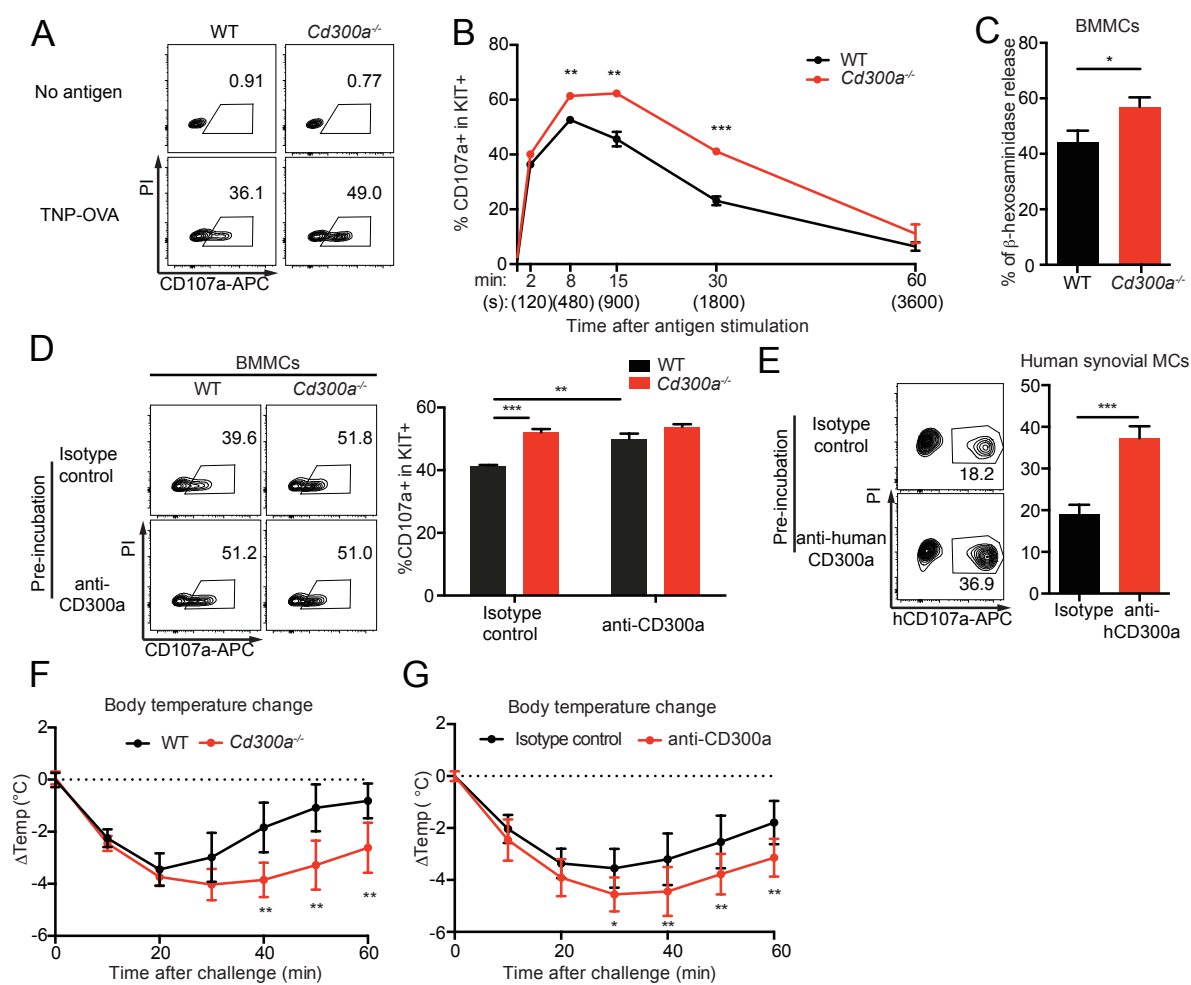 A
WT
Cd300a-/-
No antigen
0.91
0.77
TNP-OVA
36.1
49.0
PI
CD107a-APC
B
WT
Cd300a-/-
% CD107a+ in KIT+
80
60
40
20
0
**
**
***
min: 2 8 15 30 60
(s): (120) (480) (900) (1800) (3600)
Time after antigen stimulation
C
BMMCs
*
% of β-hexosaminidase release
80
60
40
20
0
WT
Cd300a-/-
D
BMMCs
WT
Cd300a-/-
Pre-incubation
Isotype
control
39.6
51.8
anti-
CD300a
51.2
51.0
PI
CD107a-APC
WT
Cd300a-/-
%CD107a+ in KIT+
60
40
20
0
***
**
Isotype
control
anti-CD300a
E
Human synovial MCs
Pre-incubation
Isotype
control
18.2
anti-human
CD300a
36.9
PI
hCD107a-APC
50
40
30
20
10
0
***
Isotype
anti-
hCD300a
F
Body temperature change
WT
Cd300a-/-
ΔTemp (°C)
2
0
-2
-4
-6
**
**
**
0 20 40 60
Time after challenge (min)
G
Body temperature change
Isotype control
anti-CD300a
ΔTemp ( °C)
2
0
-2
-4
-6
*
**
**
**
0 20 40 60
Time after challenge (min)